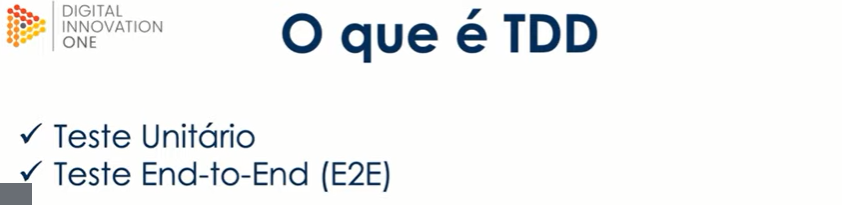 DIGITAL
INNOVATION
ONE
O que é TDD
✓ Teste Unitário
✓ Teste End-to-End (E2E)